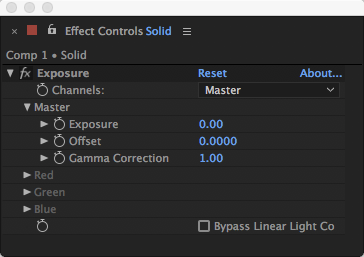 Effect Controls Solid
Comp 1 • Solid
fx Exposure Reset About...
Channels: Master
Master
Exposure 0.00
Offset 0.0000
Gamma Correction 1.00
Red
Green
Blue
Bypass Linear Light Co